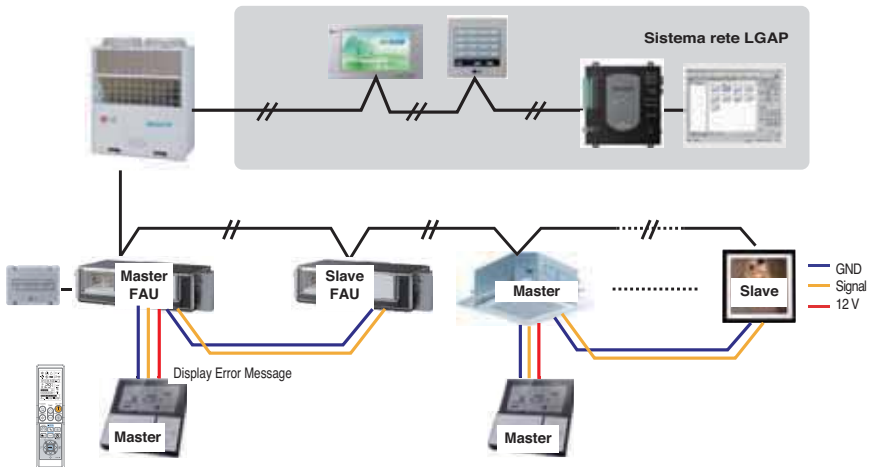 Sistema rete LGAP
Master
FAU
Slave
FAU
Master
Slave
GND
Signal
12 V
Display Error Message
Master
Master